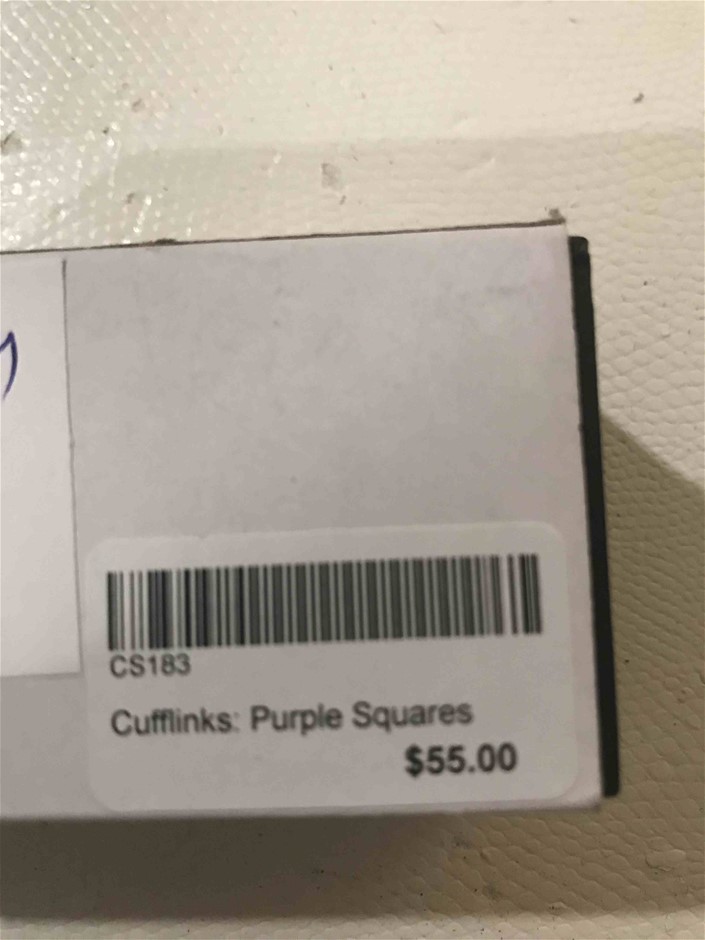 CS183
Cufflinks: Purple Squares
$55.00